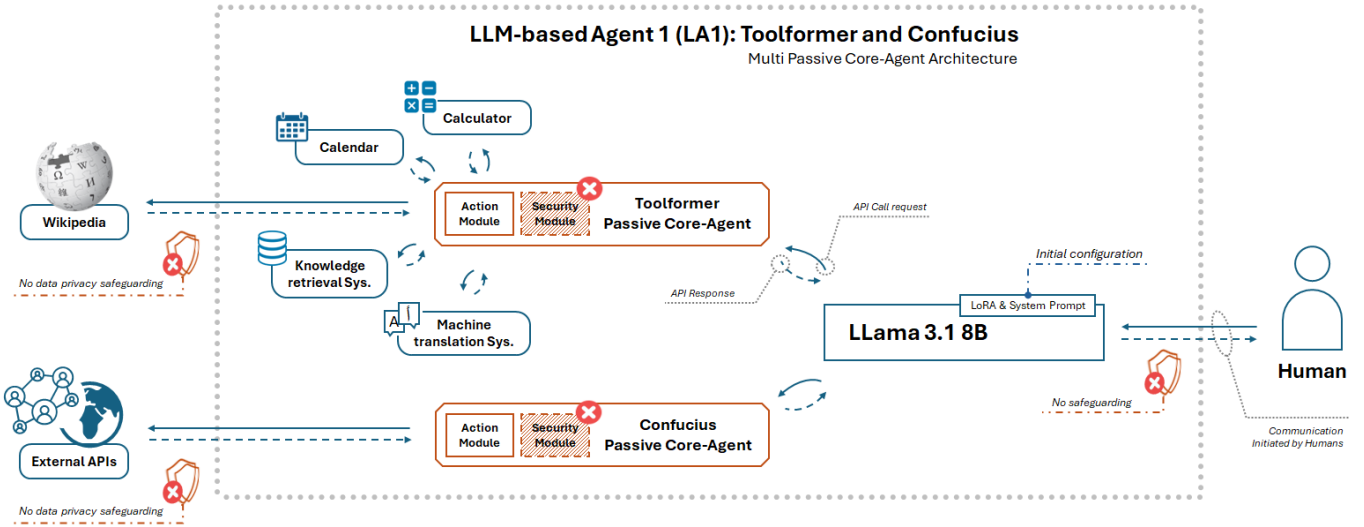 LLM-based Agent 1 (LA1): Toolformer and Confucius
Multi Passive Core-Agent Architecture
Calculator
Calendar
Wikipedia
No data privacy safeguarding
Action
Module
Security
Module
Toolformer
Passive Core-Agent
Knowledge
retrieval Sys.
A
Machine
translation Sys.
API Call request
API Response
Initial configuration
LoRA & System Prompt
LLama 3.1 8B
Human
No safeguarding
Communication
Initiated by Humans
Action
Module
Security
Module
Confucius
Passive Core-Agent
External APIs
No data privacy safeguarding